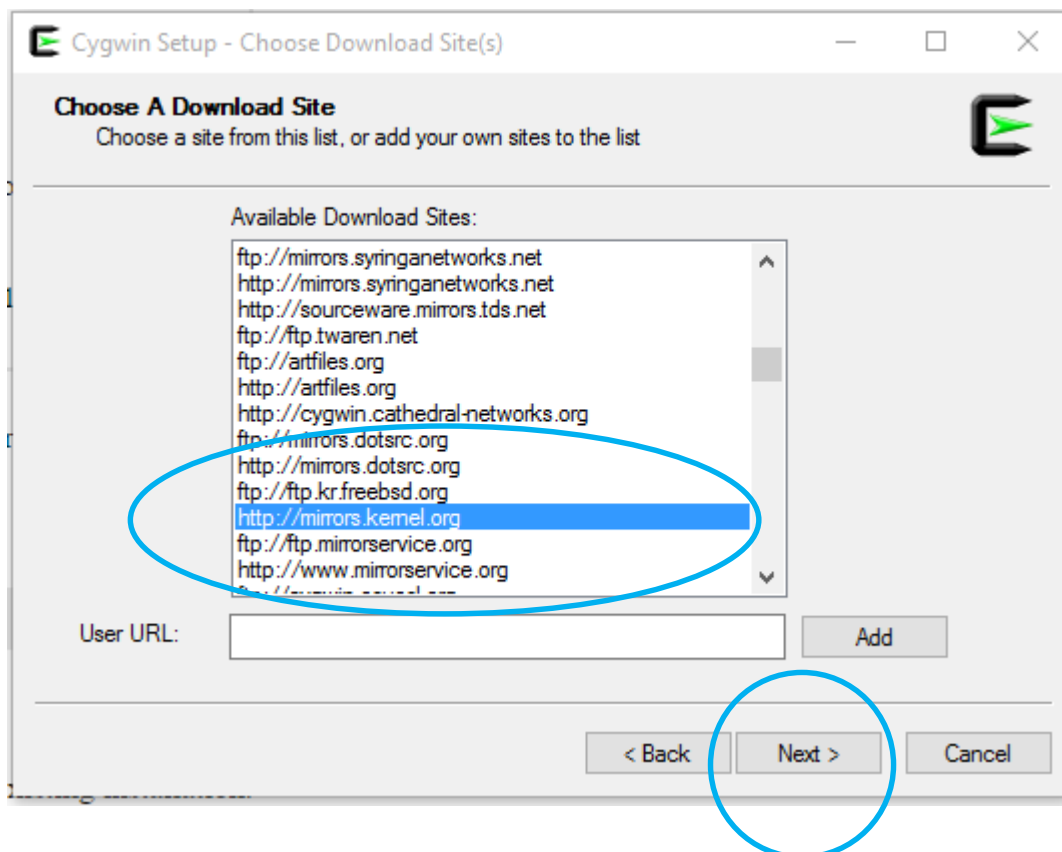 Cygwin Setup - Choose Download Site(s)
Choose A Download Site
Choose a site from this list, or add your own sites to the list
Available Download Sites:
ftp://mirrors.syringanetworks.net
http://mirrors.syringanetworks.net
http://sourceware.mirrors.tds.net
ftp://ftp.twaren.net
ftp://artfiles.org
http://artfiles.org
http://cygwin.cathedral-networks.org
ftp://mirrors.dotsrc.org
http://mirrors.dotsrc.org
ftp://ftp.kr.freebsd.org
http://mirrors.kernel.org
ftp://ftp.mirrorservice.org
http://www.mirrorservice.org
User URL:
Add
< Back
Next >
Cancel